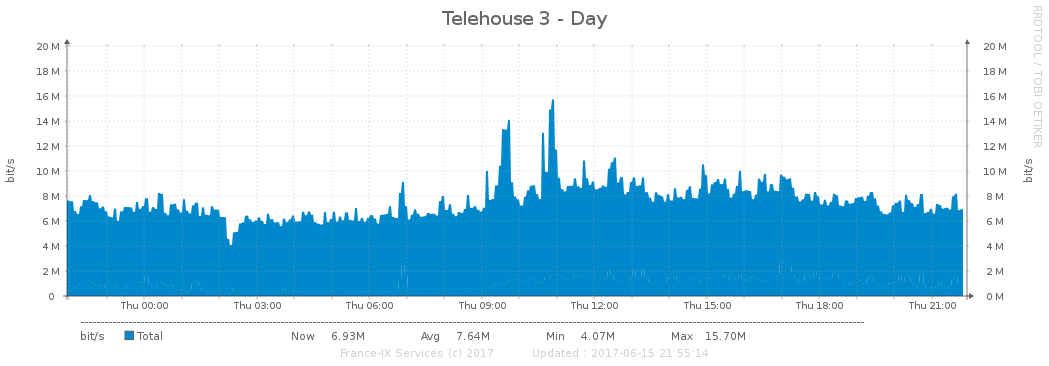 Telehouse 3 - Day
RRDTOOL / TOBI OETIKER
20 M 20 M
18 M 18 M
16 M 16 M
14 M 14 M
12 M 12 M
10 M 10 M
8 M 8 M
6 M 6 M
4 M 4 M
2 M 2 M
0 0 M
bit/s bit/s
Thu 00:00 Thu 03:00 Thu 06:00 Thu 09:00 Thu 12:00 Thu 15:00 Thu 18:00 Thu 21:00
bit/s Total Now 6.93M Avg 7.64M Min 4.07M Max 15.70M
France-IX Services (c) 2017 Updated : 2017-06-15 21:55:14